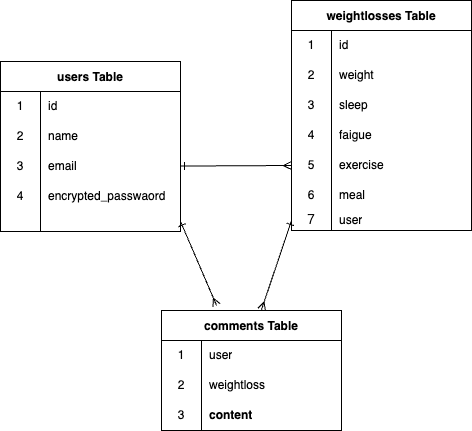 weightlosses Table
1 id
2 weight
3 sleep
4 faigue
5 exercise
6 meal
7 user
users Table
1 id
2 name
3 email
4 encrypted_passwaord
comments Table
1 user
2 weightloss
3 content